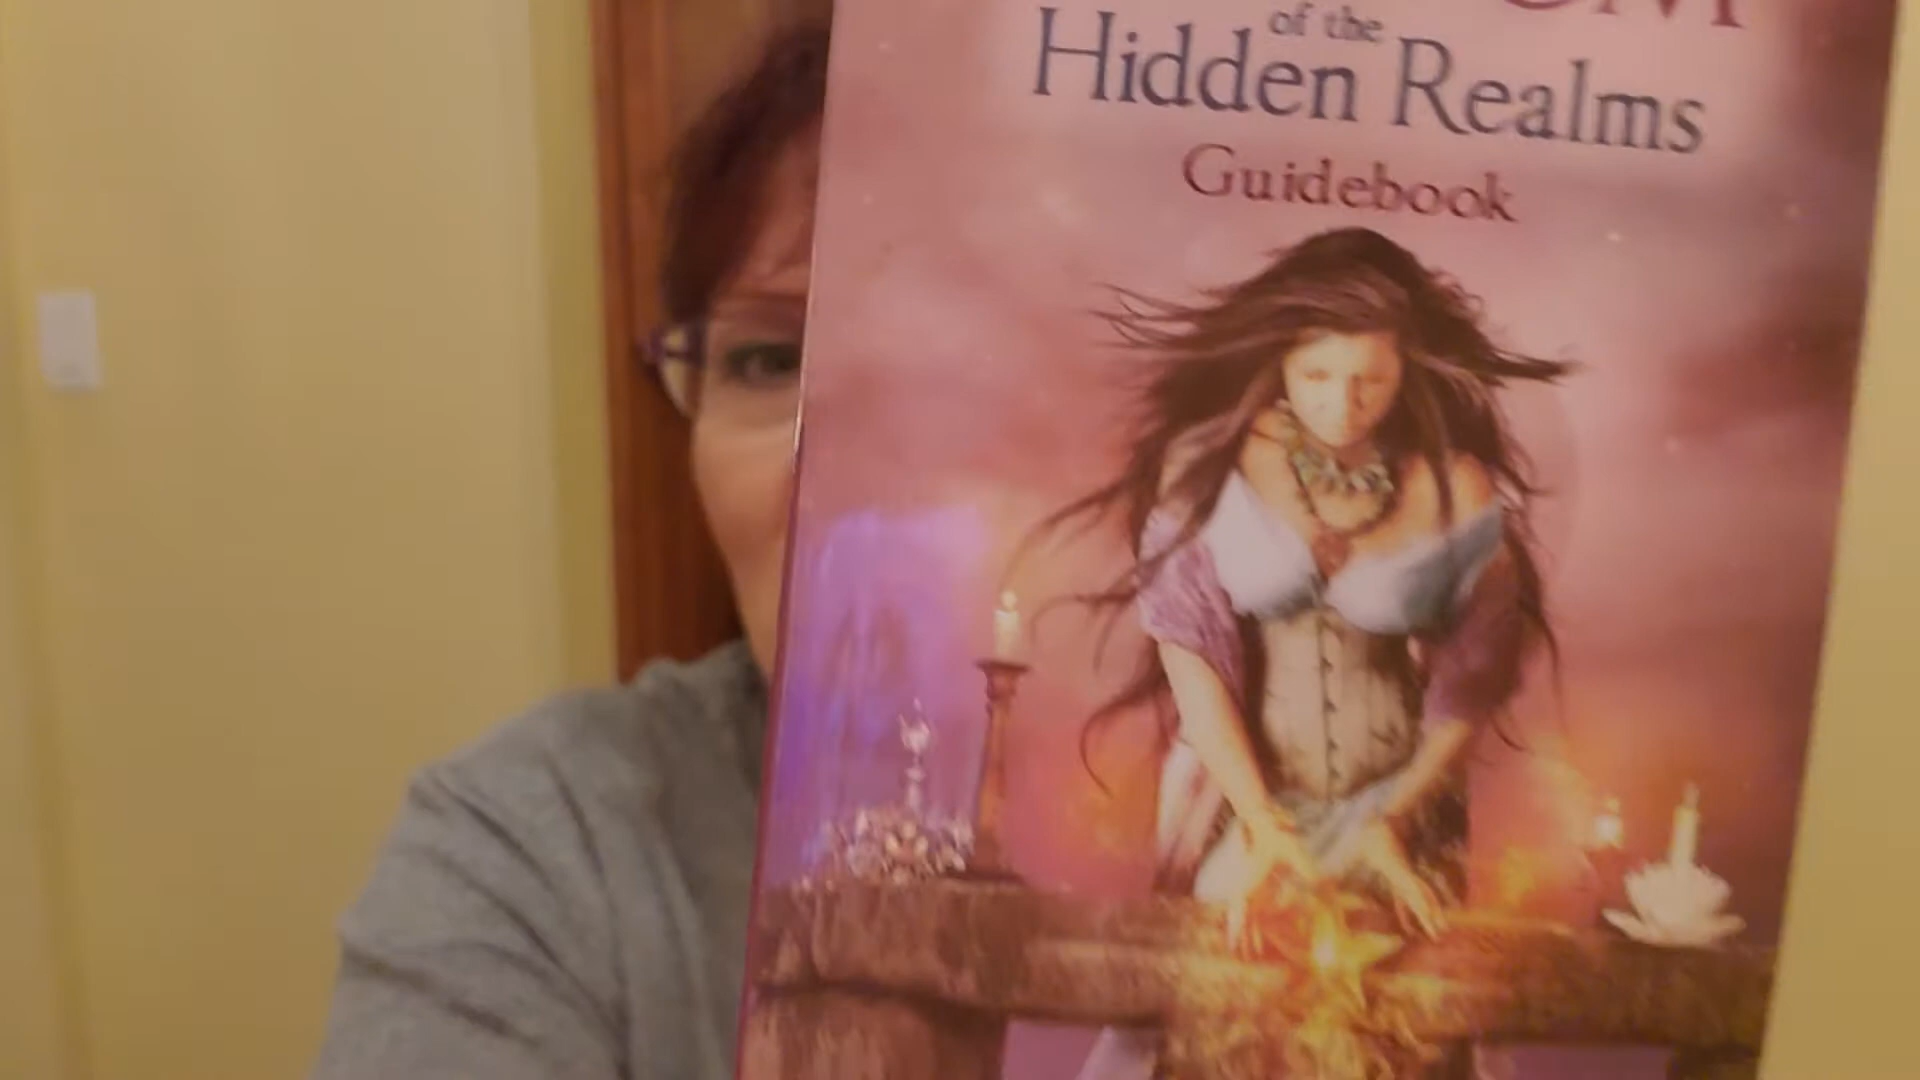 of the
Hidden Realms
Guidebook